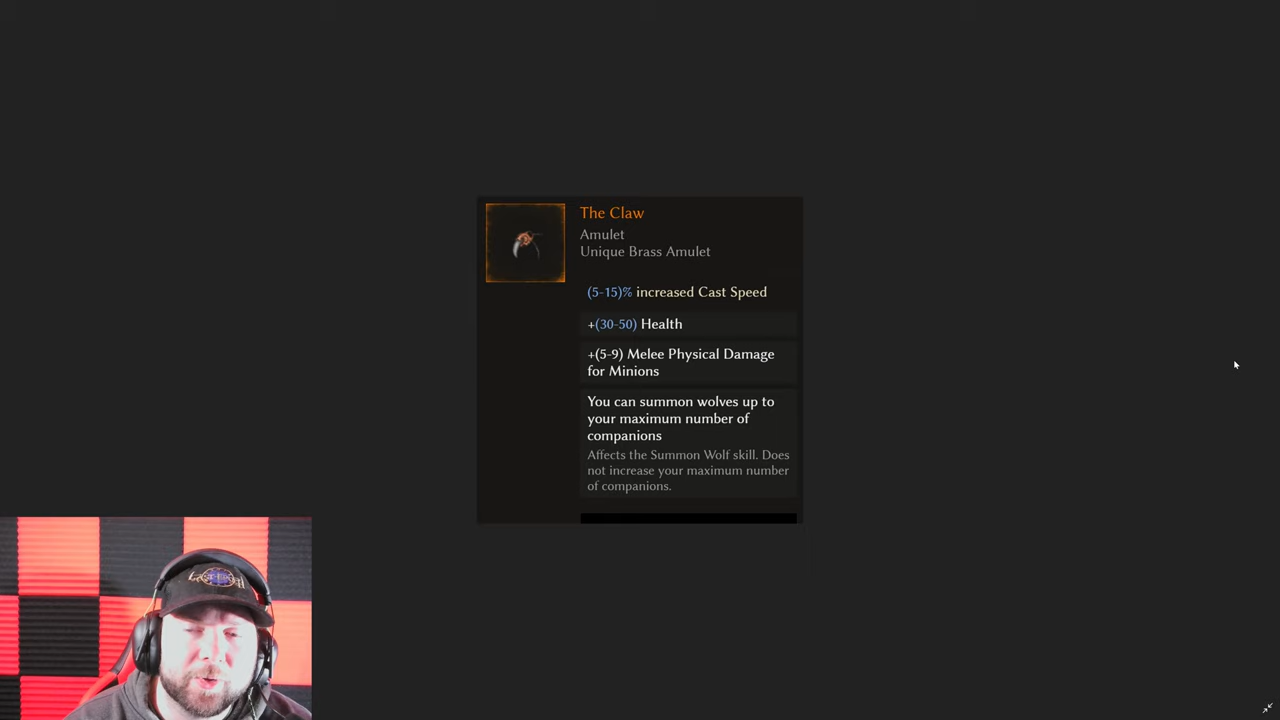 The Claw
Amulet
Unique Brass Amulet
(5-15)% increased Cast Speed
+(30-50) Health
+(5-9) Melee Physical Damage
for Minions
You can summon wolves up to
your maximum number of
companions
Affects the Summon Wolf skill. Does
not increase your maximum number
of companions.